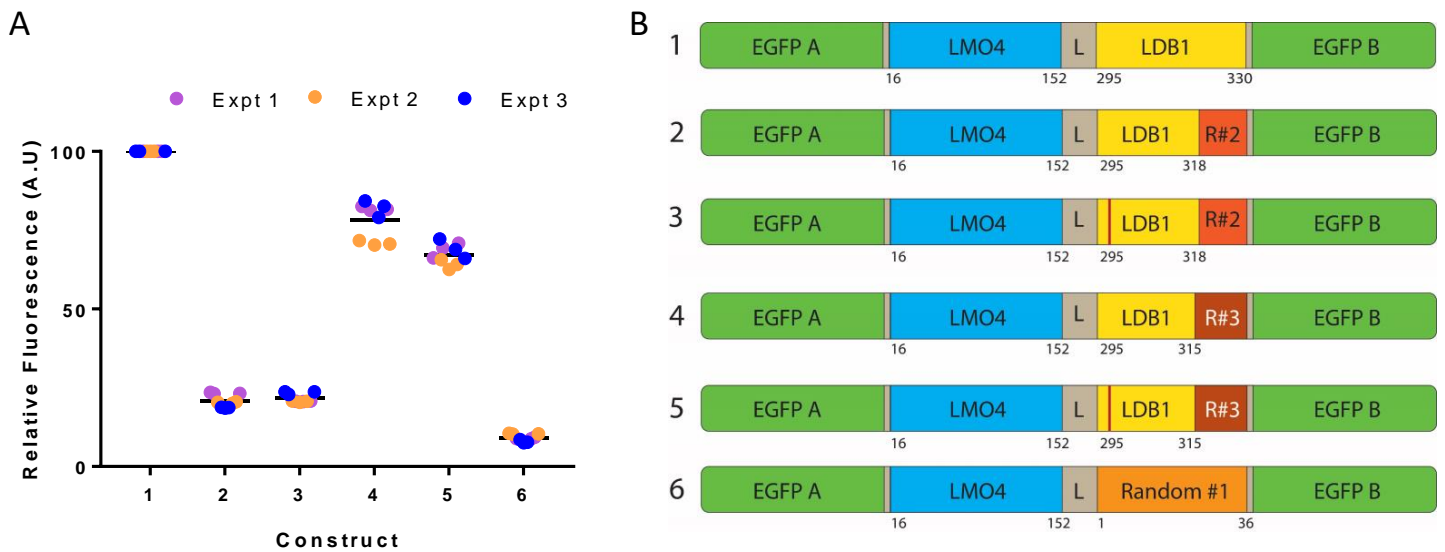 A
Expt 1 Expt 2 Expt 3
Relative Fluorescence (A.U)
100
50
0
1 2 3 4 5 6
Construct
B
1 EGFP A LMO4 L LDB1 EGFP B
16 152 295 330
2 EGFP A LMO4 L LDB1 R#2 EGFP B
16 152 295 318
3 EGFP A LMO4 L LDB1 R#2 EGFP B
16 152 295 318
4 EGFP A LMO4 L LDB1 R#3 EGFP B
16 152 295 315
5 EGFP A LMO4 L LDB1 R#3 EGFP B
16 152 295 315
6 EGFP A LMO4 L Random #1 EGFP B
16 152 1 36